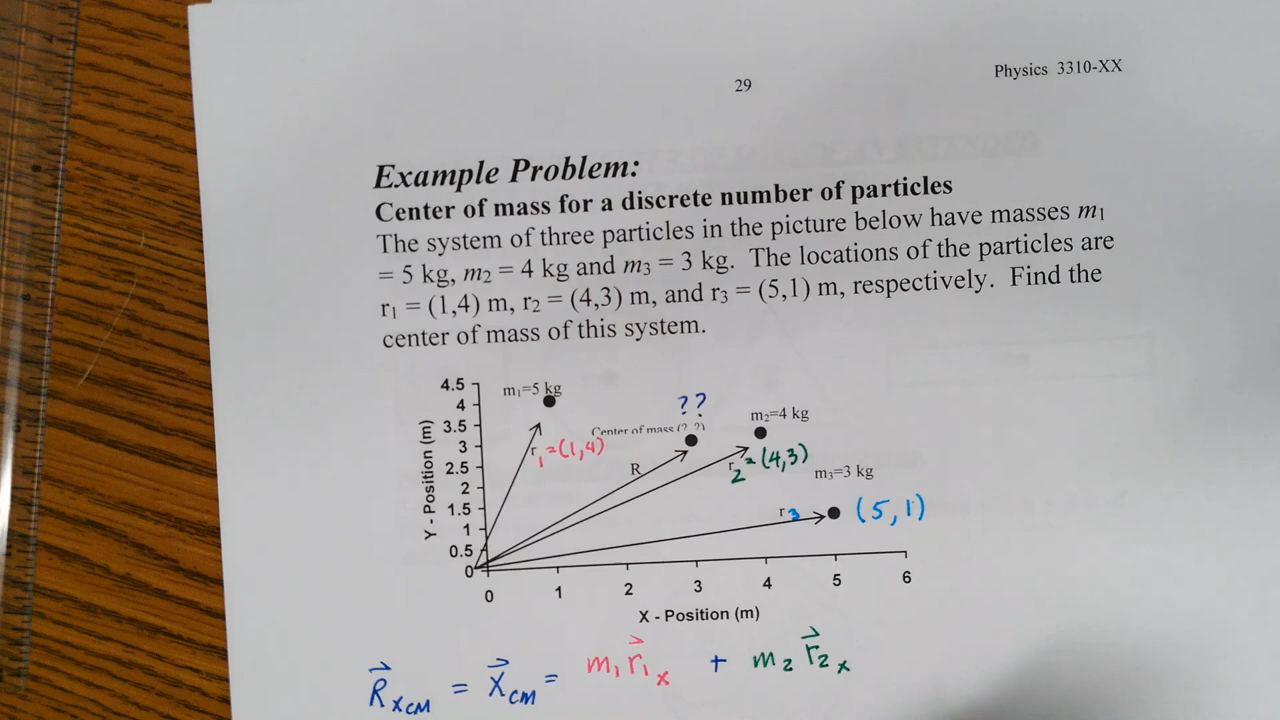 29
Physics 3310-XX
Example Problem:
Center of mass for a discrete number of particles
The system of three particles in the picture below have masses m₁
= 5 kg, m₂ = 4 kg and m₃ = 3 kg. The locations of the particles are
r₁ = (1,4) m, r₂ = (4,3) m, and r₃ = (5,1) m, respectively. Find the
center of mass of this system.
4.5
4
3.5
3
2.5
2
1.5
1
0.5
0
Y - Position (m)
m₁=5 kg
??
Center of mass (?,?)
m₂=4 kg
r₁=(1,4)
R
r₂=(4,3)
m₃=3 kg
r₃
(5,1)
0 1 2 3 4 5 6
X - Position (m)
R⃗xCM = X⃗CM = m₁r⃗₁x + m₂r⃗₂x